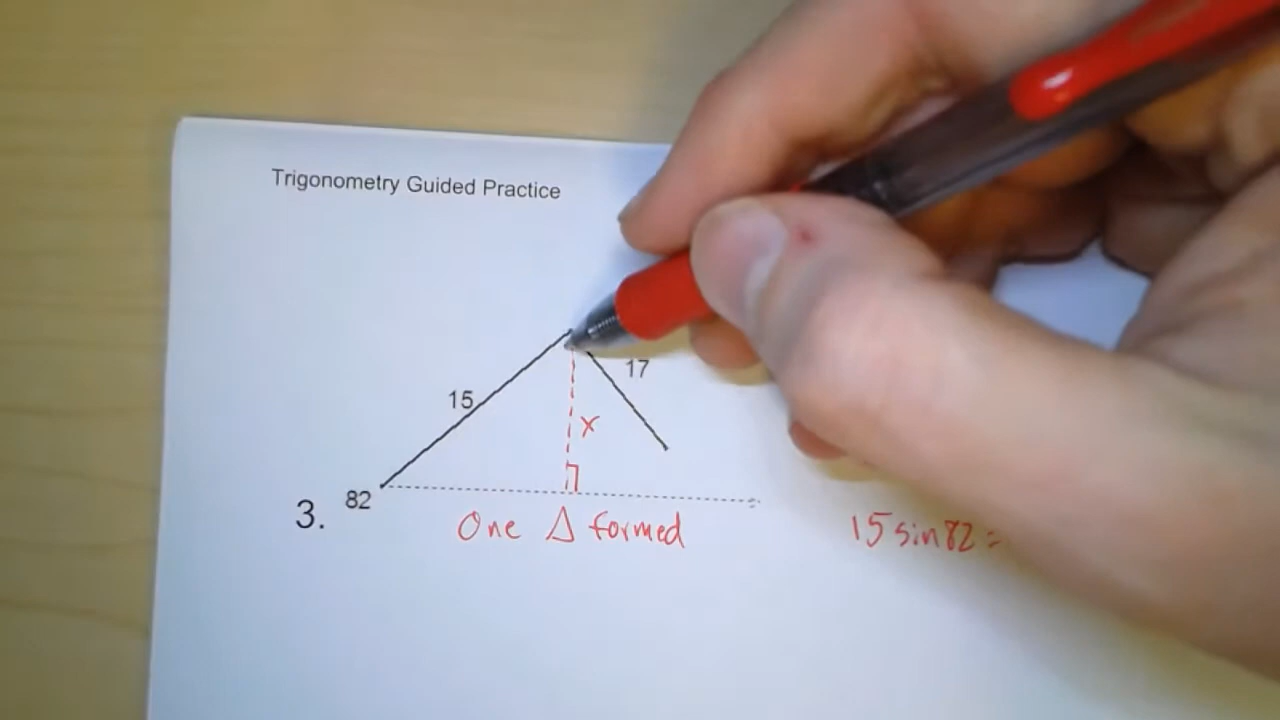 Trigonometry Guided Practice
15
17
x
3. 82
One Δ formed
15 sin 82 =